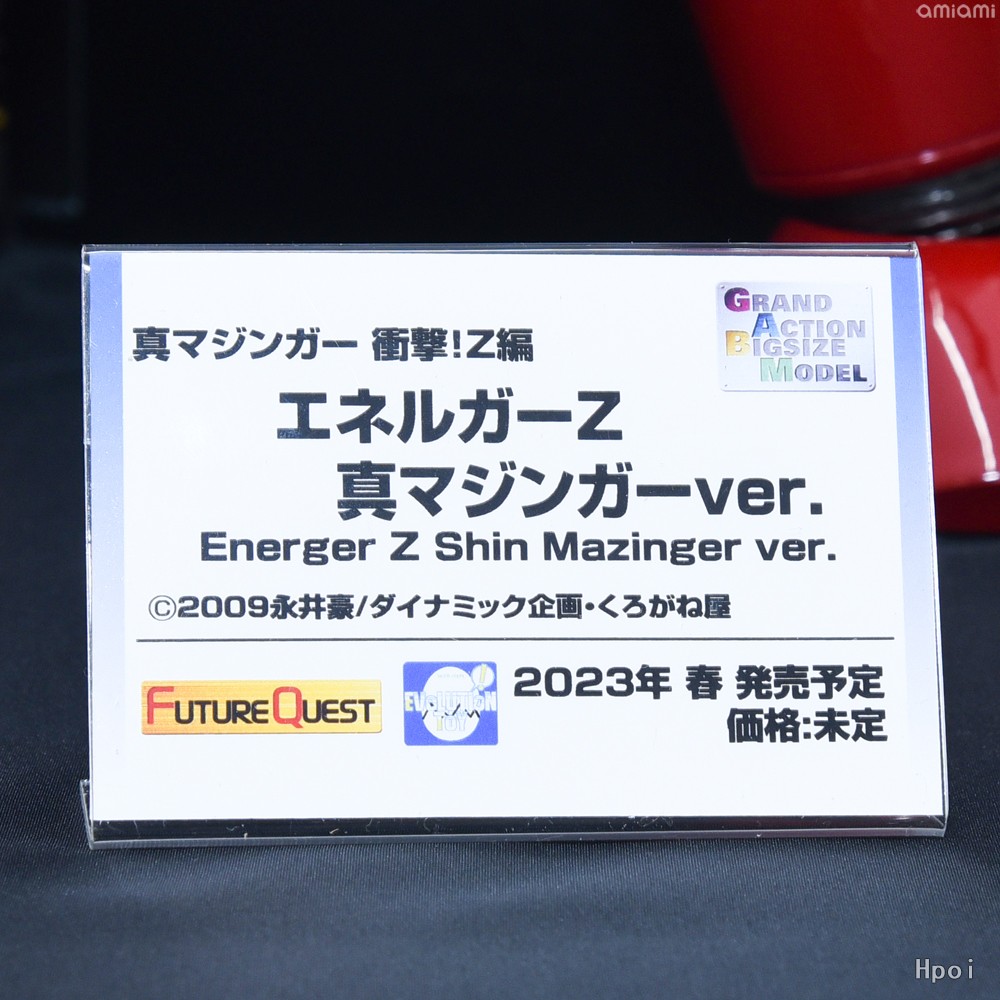 amiami
GRAND
ACTION
BIGSIZE
MODEL
真マジンガー 衝撃!Z編
エネルガーZ
真マジンガーver.
Energer Z Shin Mazinger ver.
©2009永井豪/ダイナミック企画・くろがね屋
FUTUREQUEST
EVOLUTION
TOY
2023年 春 発売予定
価格:未定
Hpoi